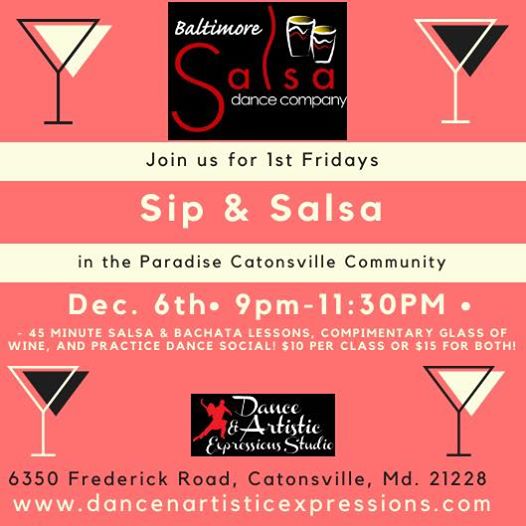 Baltimore
Salsa
dance company
Join us for 1st Fridays
Sip & Salsa
in the Paradise Catonsville Community
Dec. 6th• 9pm-11:30PM •
- 45 MINUTE SALSA & BACHATA LESSONS, COMPIMENTARY GLASS OF
WINE, AND PRACTICE DANCE SOCIAL! $10 PER CLASS OR $15 FOR BOTH!
Dance
& Artistic
Expressions Studio
6350 Frederick Road, Catonsville, Md. 21228
www.dancenartisticexpressions.com